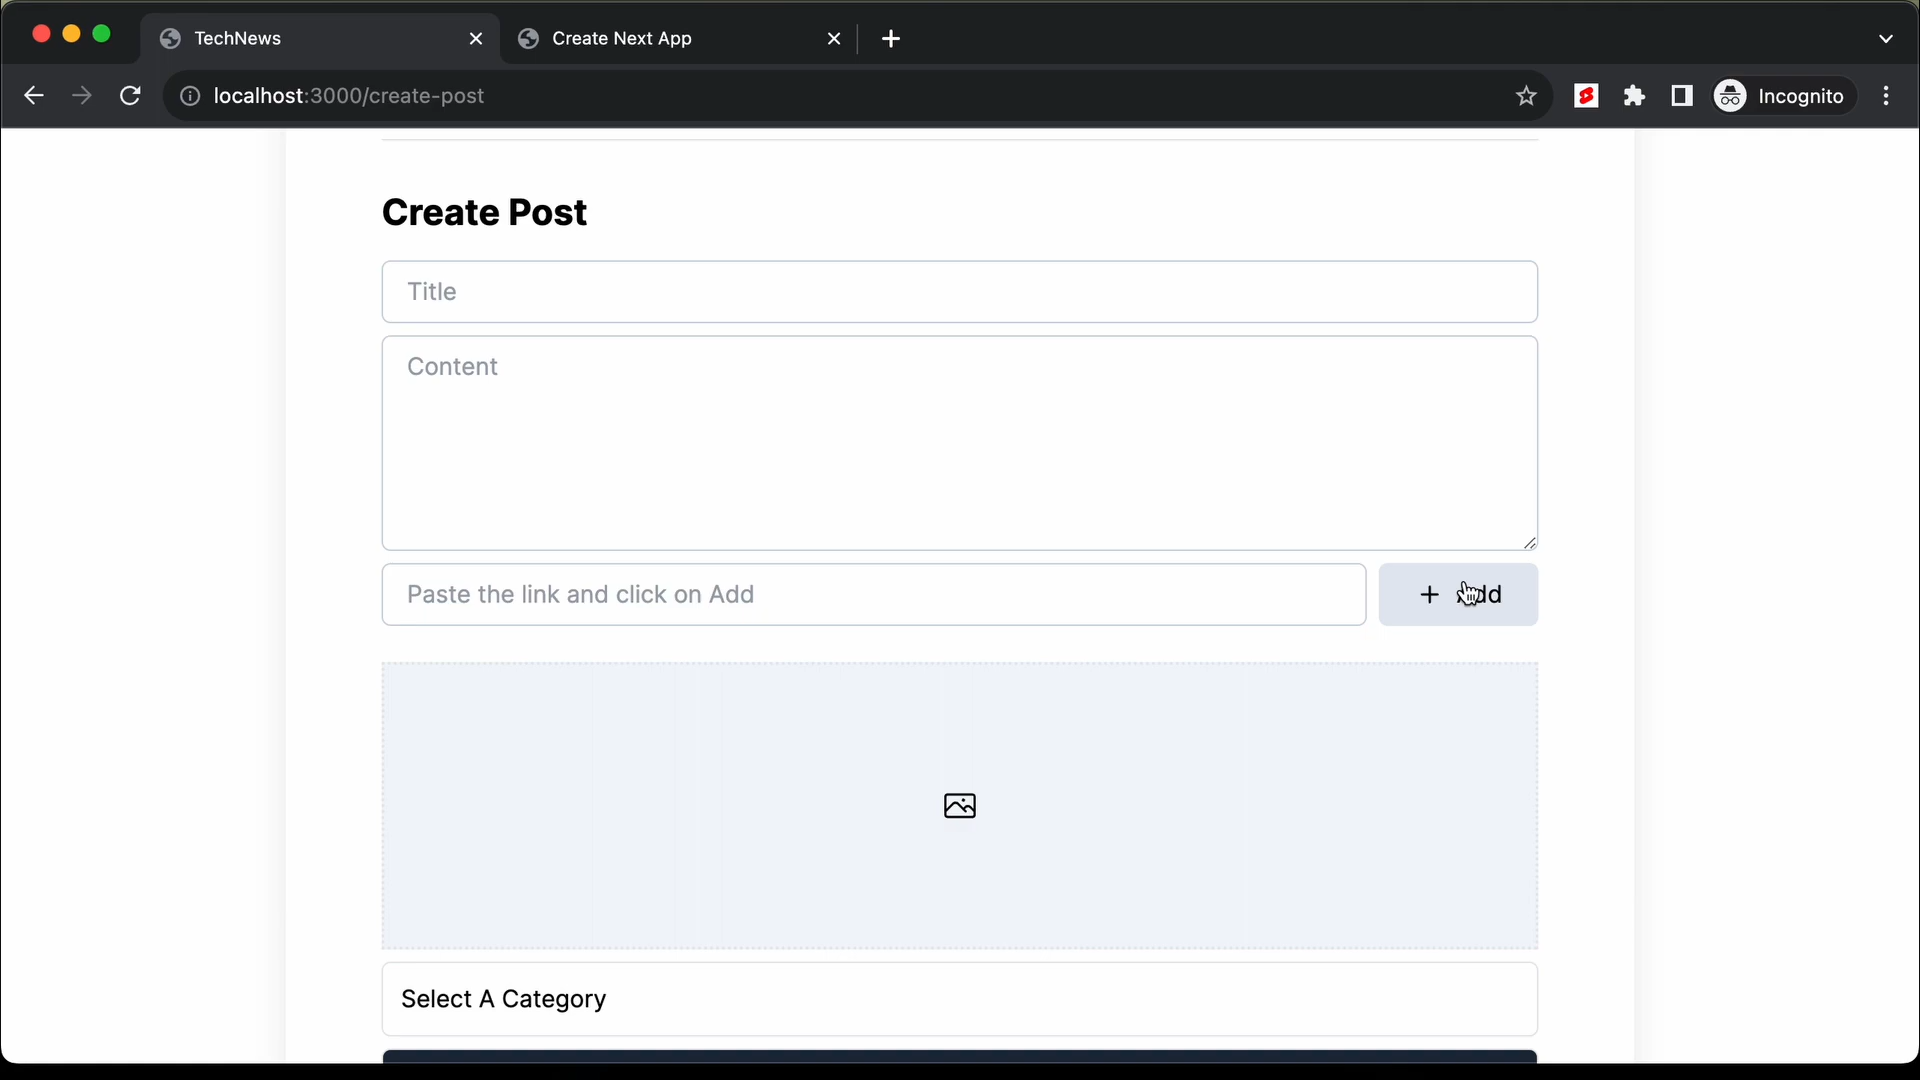 TechNews
Create Next App
localhost:3000/create-post
Incognito
Create Post
Title
Content
Paste the link and click on Add
+ Add
Select A Category